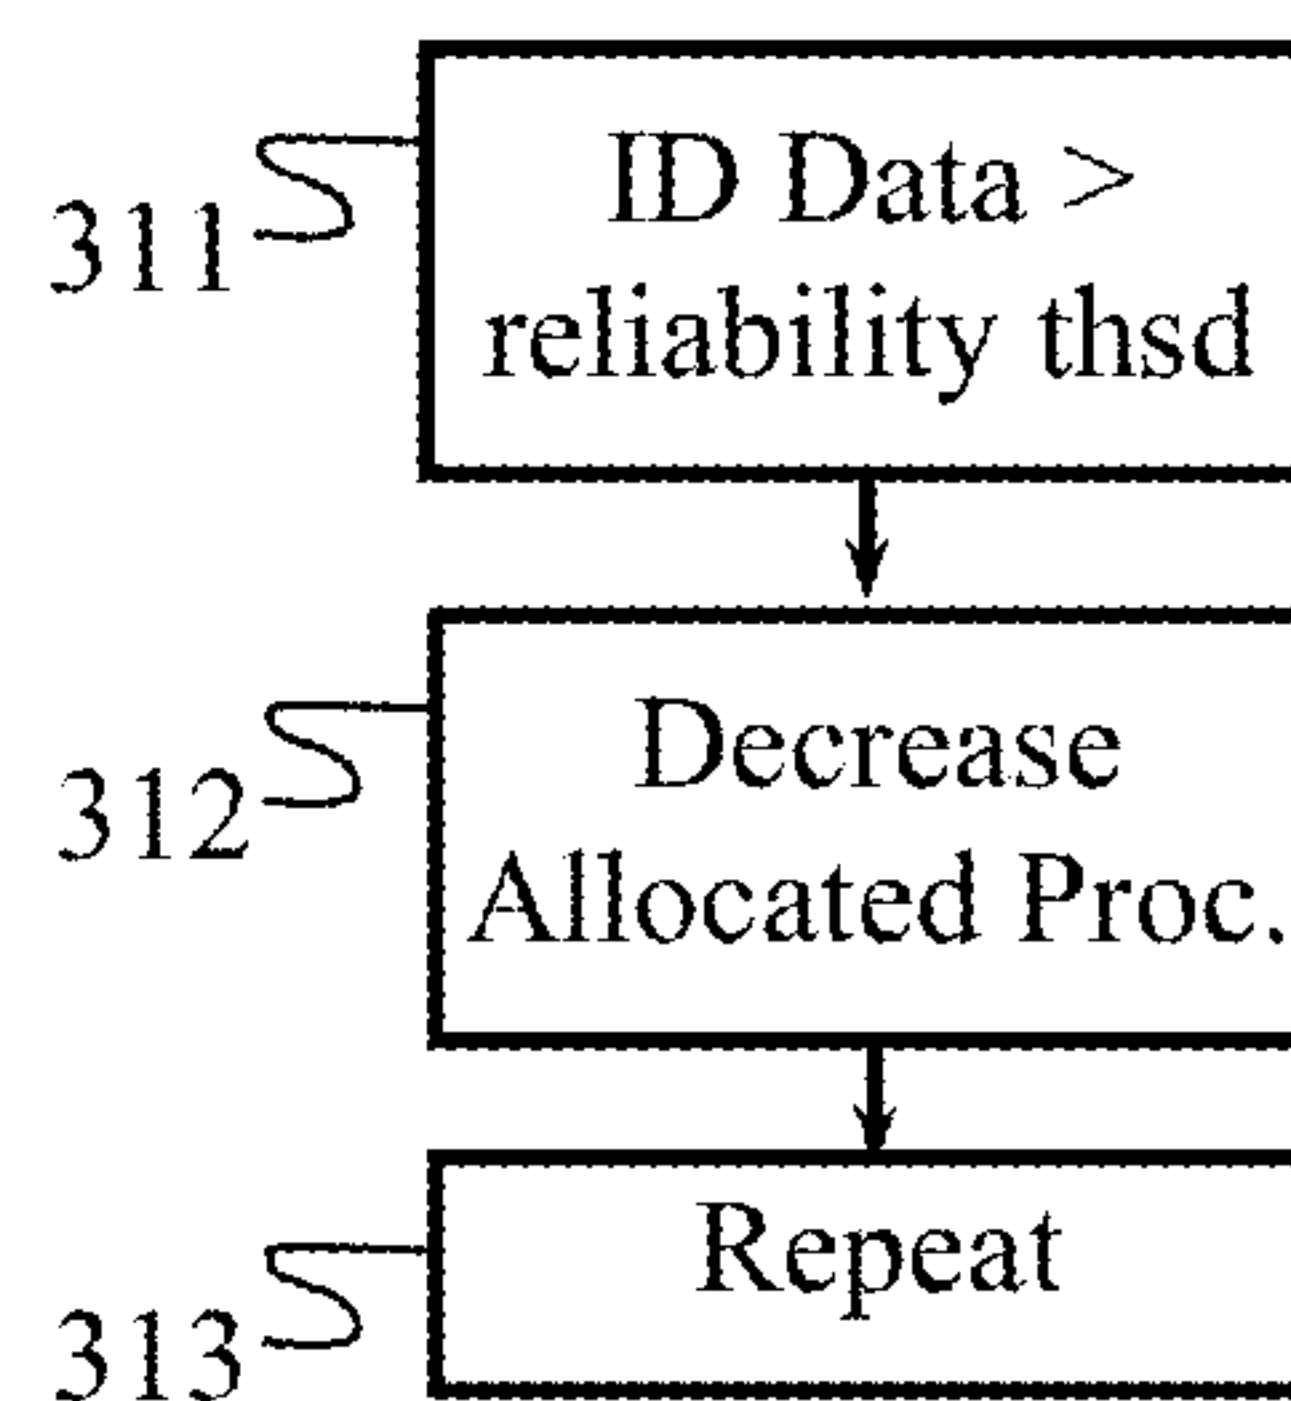 ID Data >
reliability thsd
311
Decrease
Allocated Proc.
312
Repeat
313